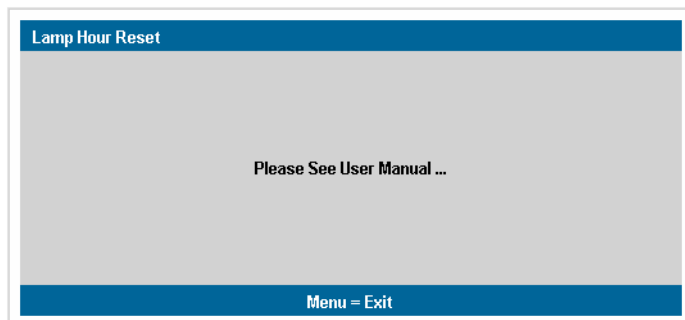 Lamp Hour Reset
Please See User Manual ...
Menu = Exit